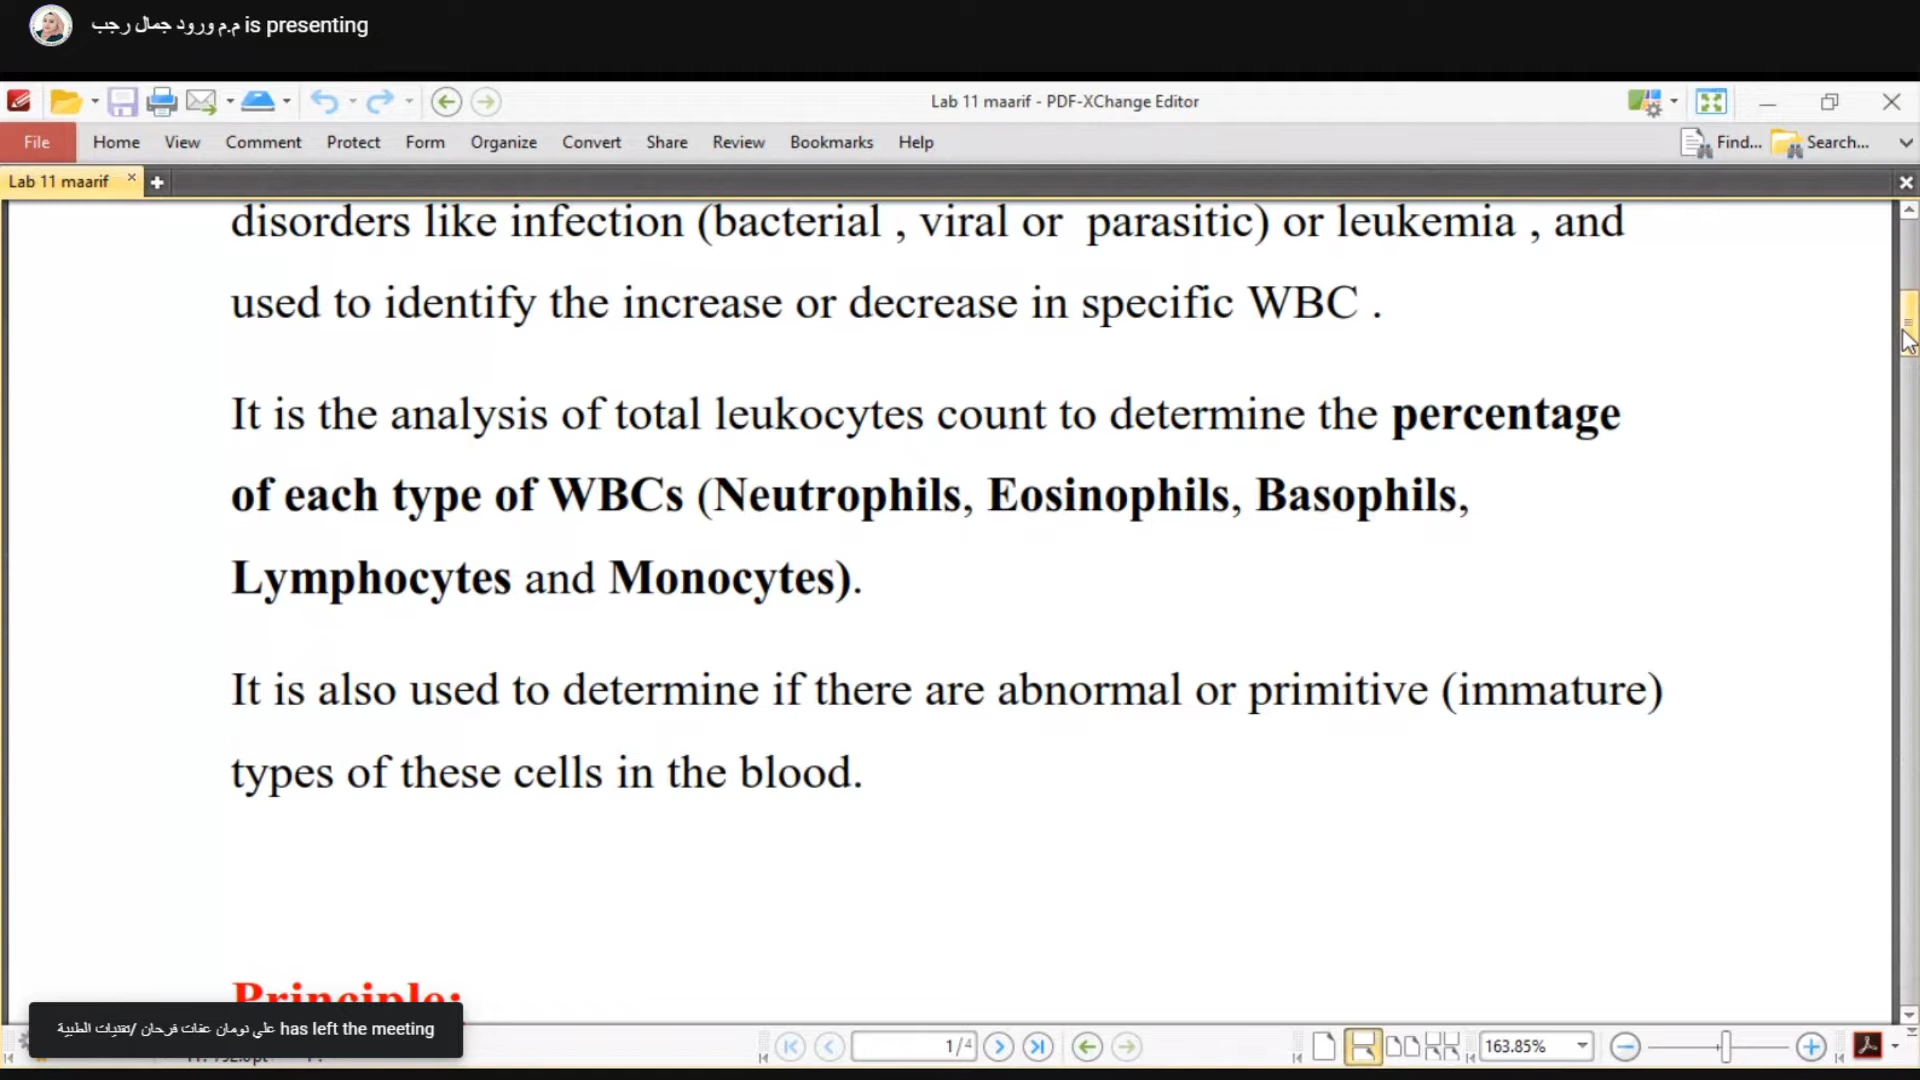 م.م ورود جمال رجب is presenting
Lab 11 maarif - PDF-XChange Editor
File Home View Comment Protect Form Organize Convert Share Review Bookmarks Help Find... Search...
Lab 11 maarif
disorders like infection (bacterial , viral or parasitic) or leukemia , and
used to identify the increase or decrease in specific WBC .
It is the analysis of total leukocytes count to determine the percentage
of each type of WBCs (Neutrophils, Eosinophils, Basophils,
Lymphocytes and Monocytes).
It is also used to determine if there are abnormal or primitive (immature)
types of these cells in the blood.
Principle:
علي نومان عفات فرحان /تقنيات الطبية has left the meeting
1/4 163.85%